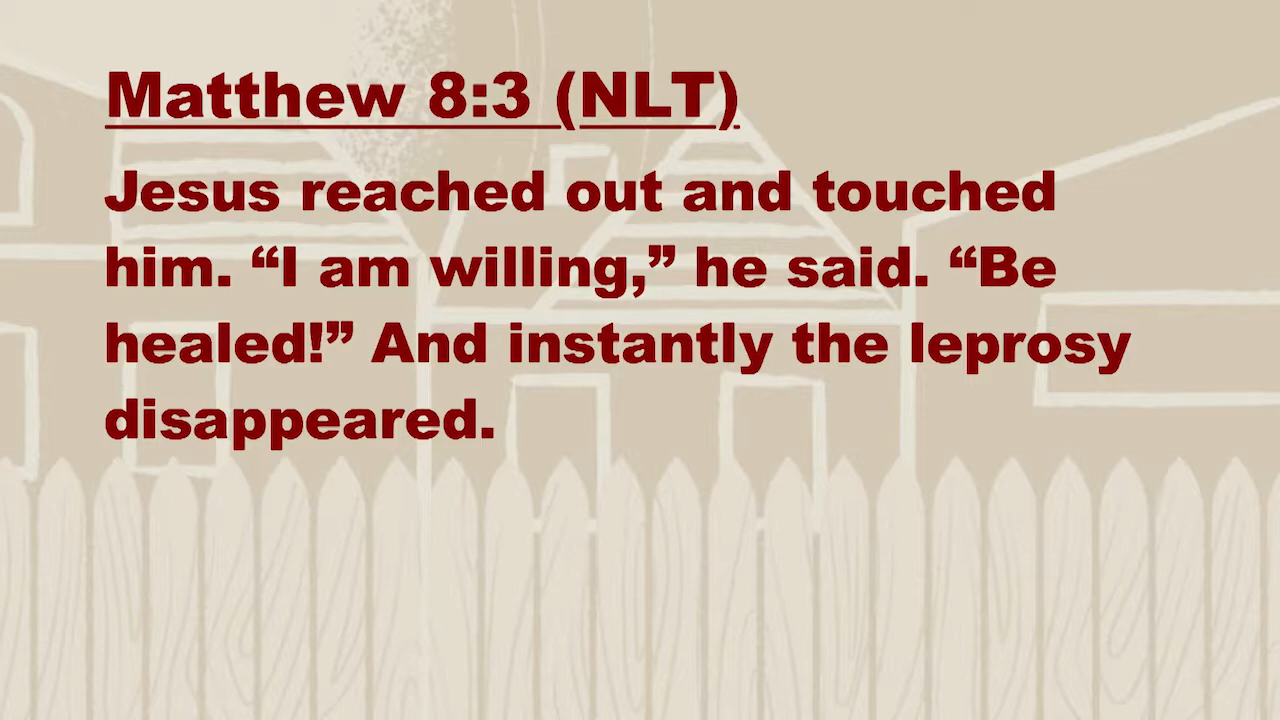 Matthew 8:3 (NLT)
Jesus reached out and touched
him. “I am willing,” he said. “Be
healed!” And instantly the leprosy
disappeared.